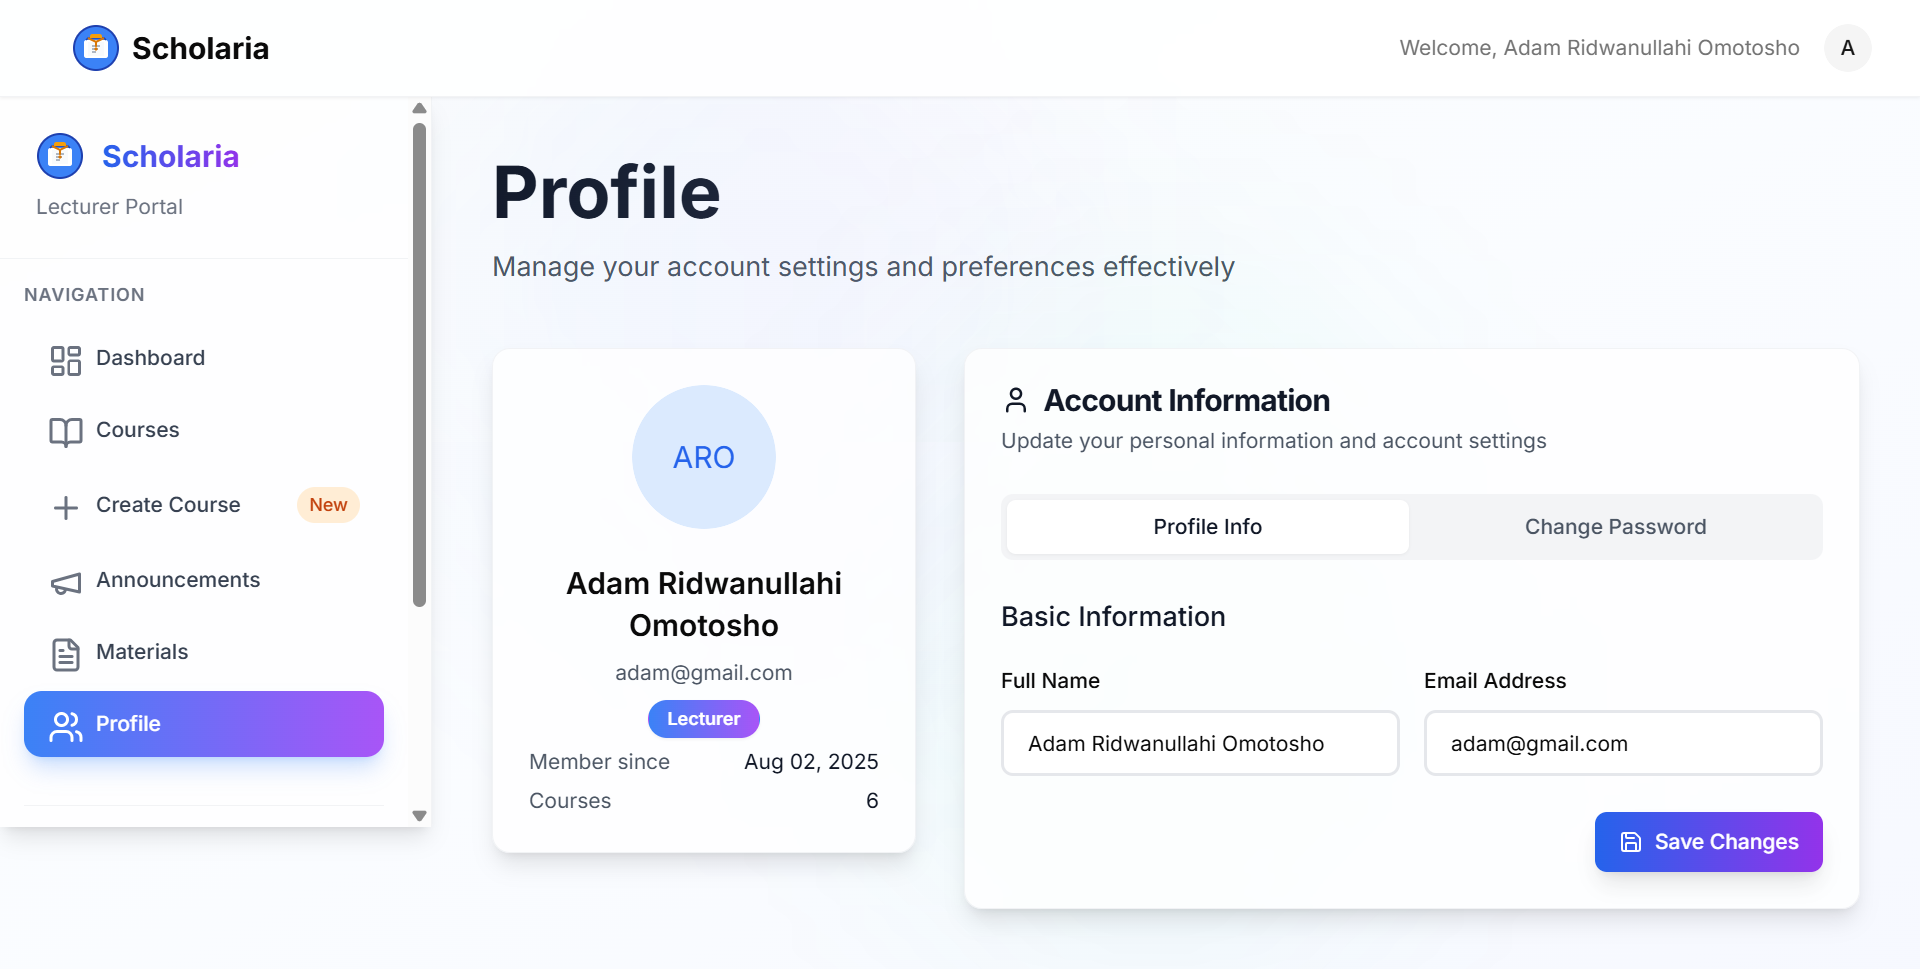 Scholaria
Welcome, Adam Ridwanullahi Omotosho
A
Scholaria
Lecturer Portal
NAVIGATION
Dashboard
Courses
Create Course
New
Announcements
Materials
Profile
Profile
Manage your account settings and preferences effectively
ARO
Adam Ridwanullahi
Omotosho
adam@gmail.com
Lecturer
Member since Aug 02, 2025
Courses 6
Account Information
Update your personal information and account settings
Profile Info
Change Password
Basic Information
Full Name
Adam Ridwanullahi Omotosho
Email Address
adam@gmail.com
Save Changes